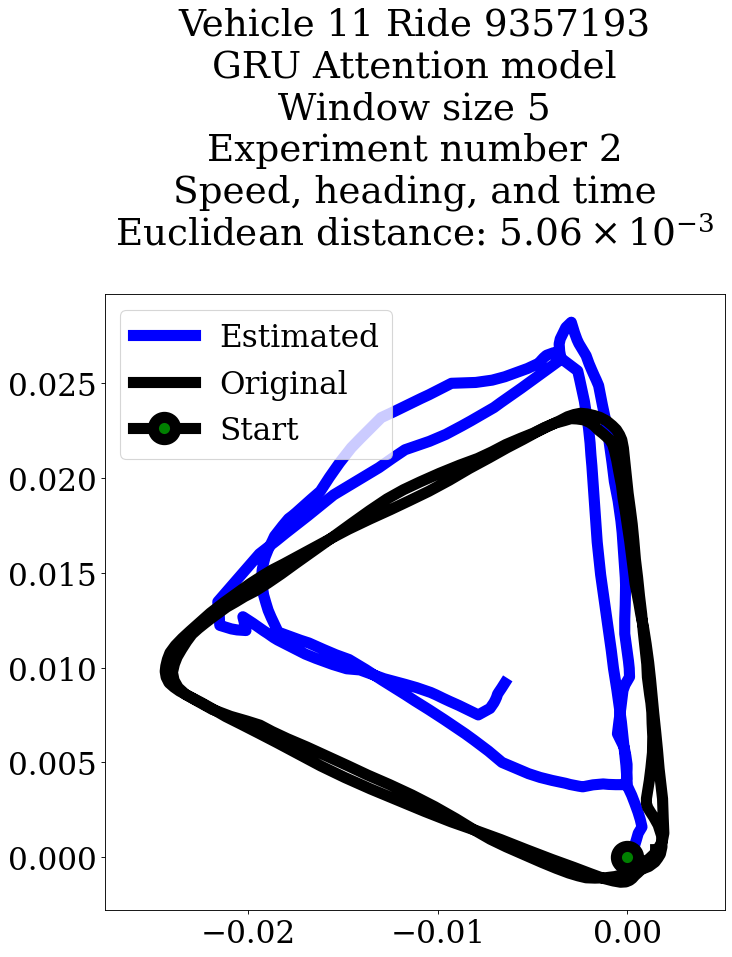 Vehicle 11 Ride 9357193
GRU Attention model
Window size 5
Experiment number 2
Speed, heading, and time
Euclidean distance: 5.06 × 10⁻³
Estimated
Original
Start
0.025
0.020
0.015
0.010
0.005
0.000
−0.02
−0.01
0.00